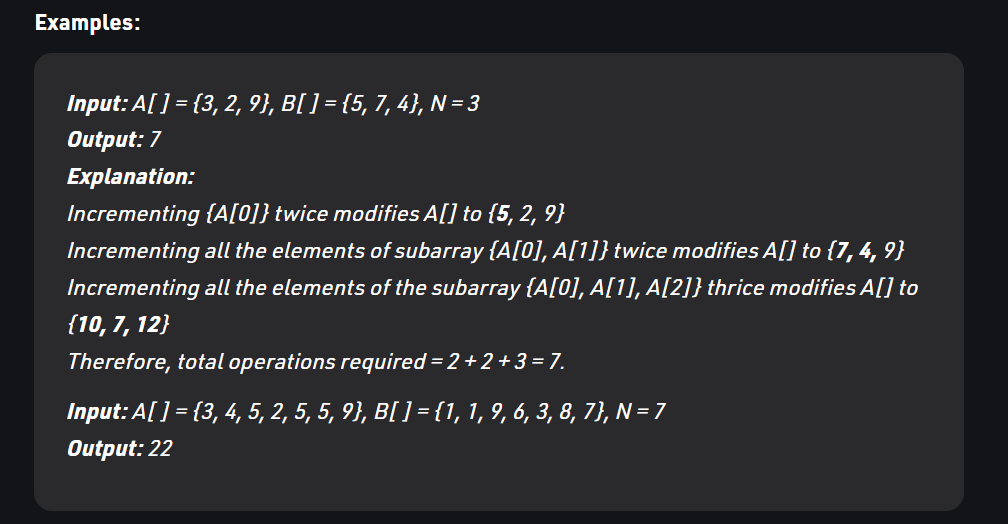 Examples:
Input: A[ ] = {3, 2, 9}, B[ ] = {5, 7, 4}, N = 3
Output: 7
Explanation:
Incrementing {A[0]} twice modifies A[] to {5, 2, 9}
Incrementing all the elements of subarray {A[0], A[1]} twice modifies A[] to {7, 4, 9}
Incrementing all the elements of the subarray {A[0], A[1], A[2]} thrice modifies A[] to
{10, 7, 12}
Therefore, total operations required = 2 + 2 + 3 = 7.
Input: A[ ] = {3, 4, 5, 2, 5, 5, 9}, B[ ] = {1, 1, 9, 6, 3, 8, 7}, N = 7
Output: 22